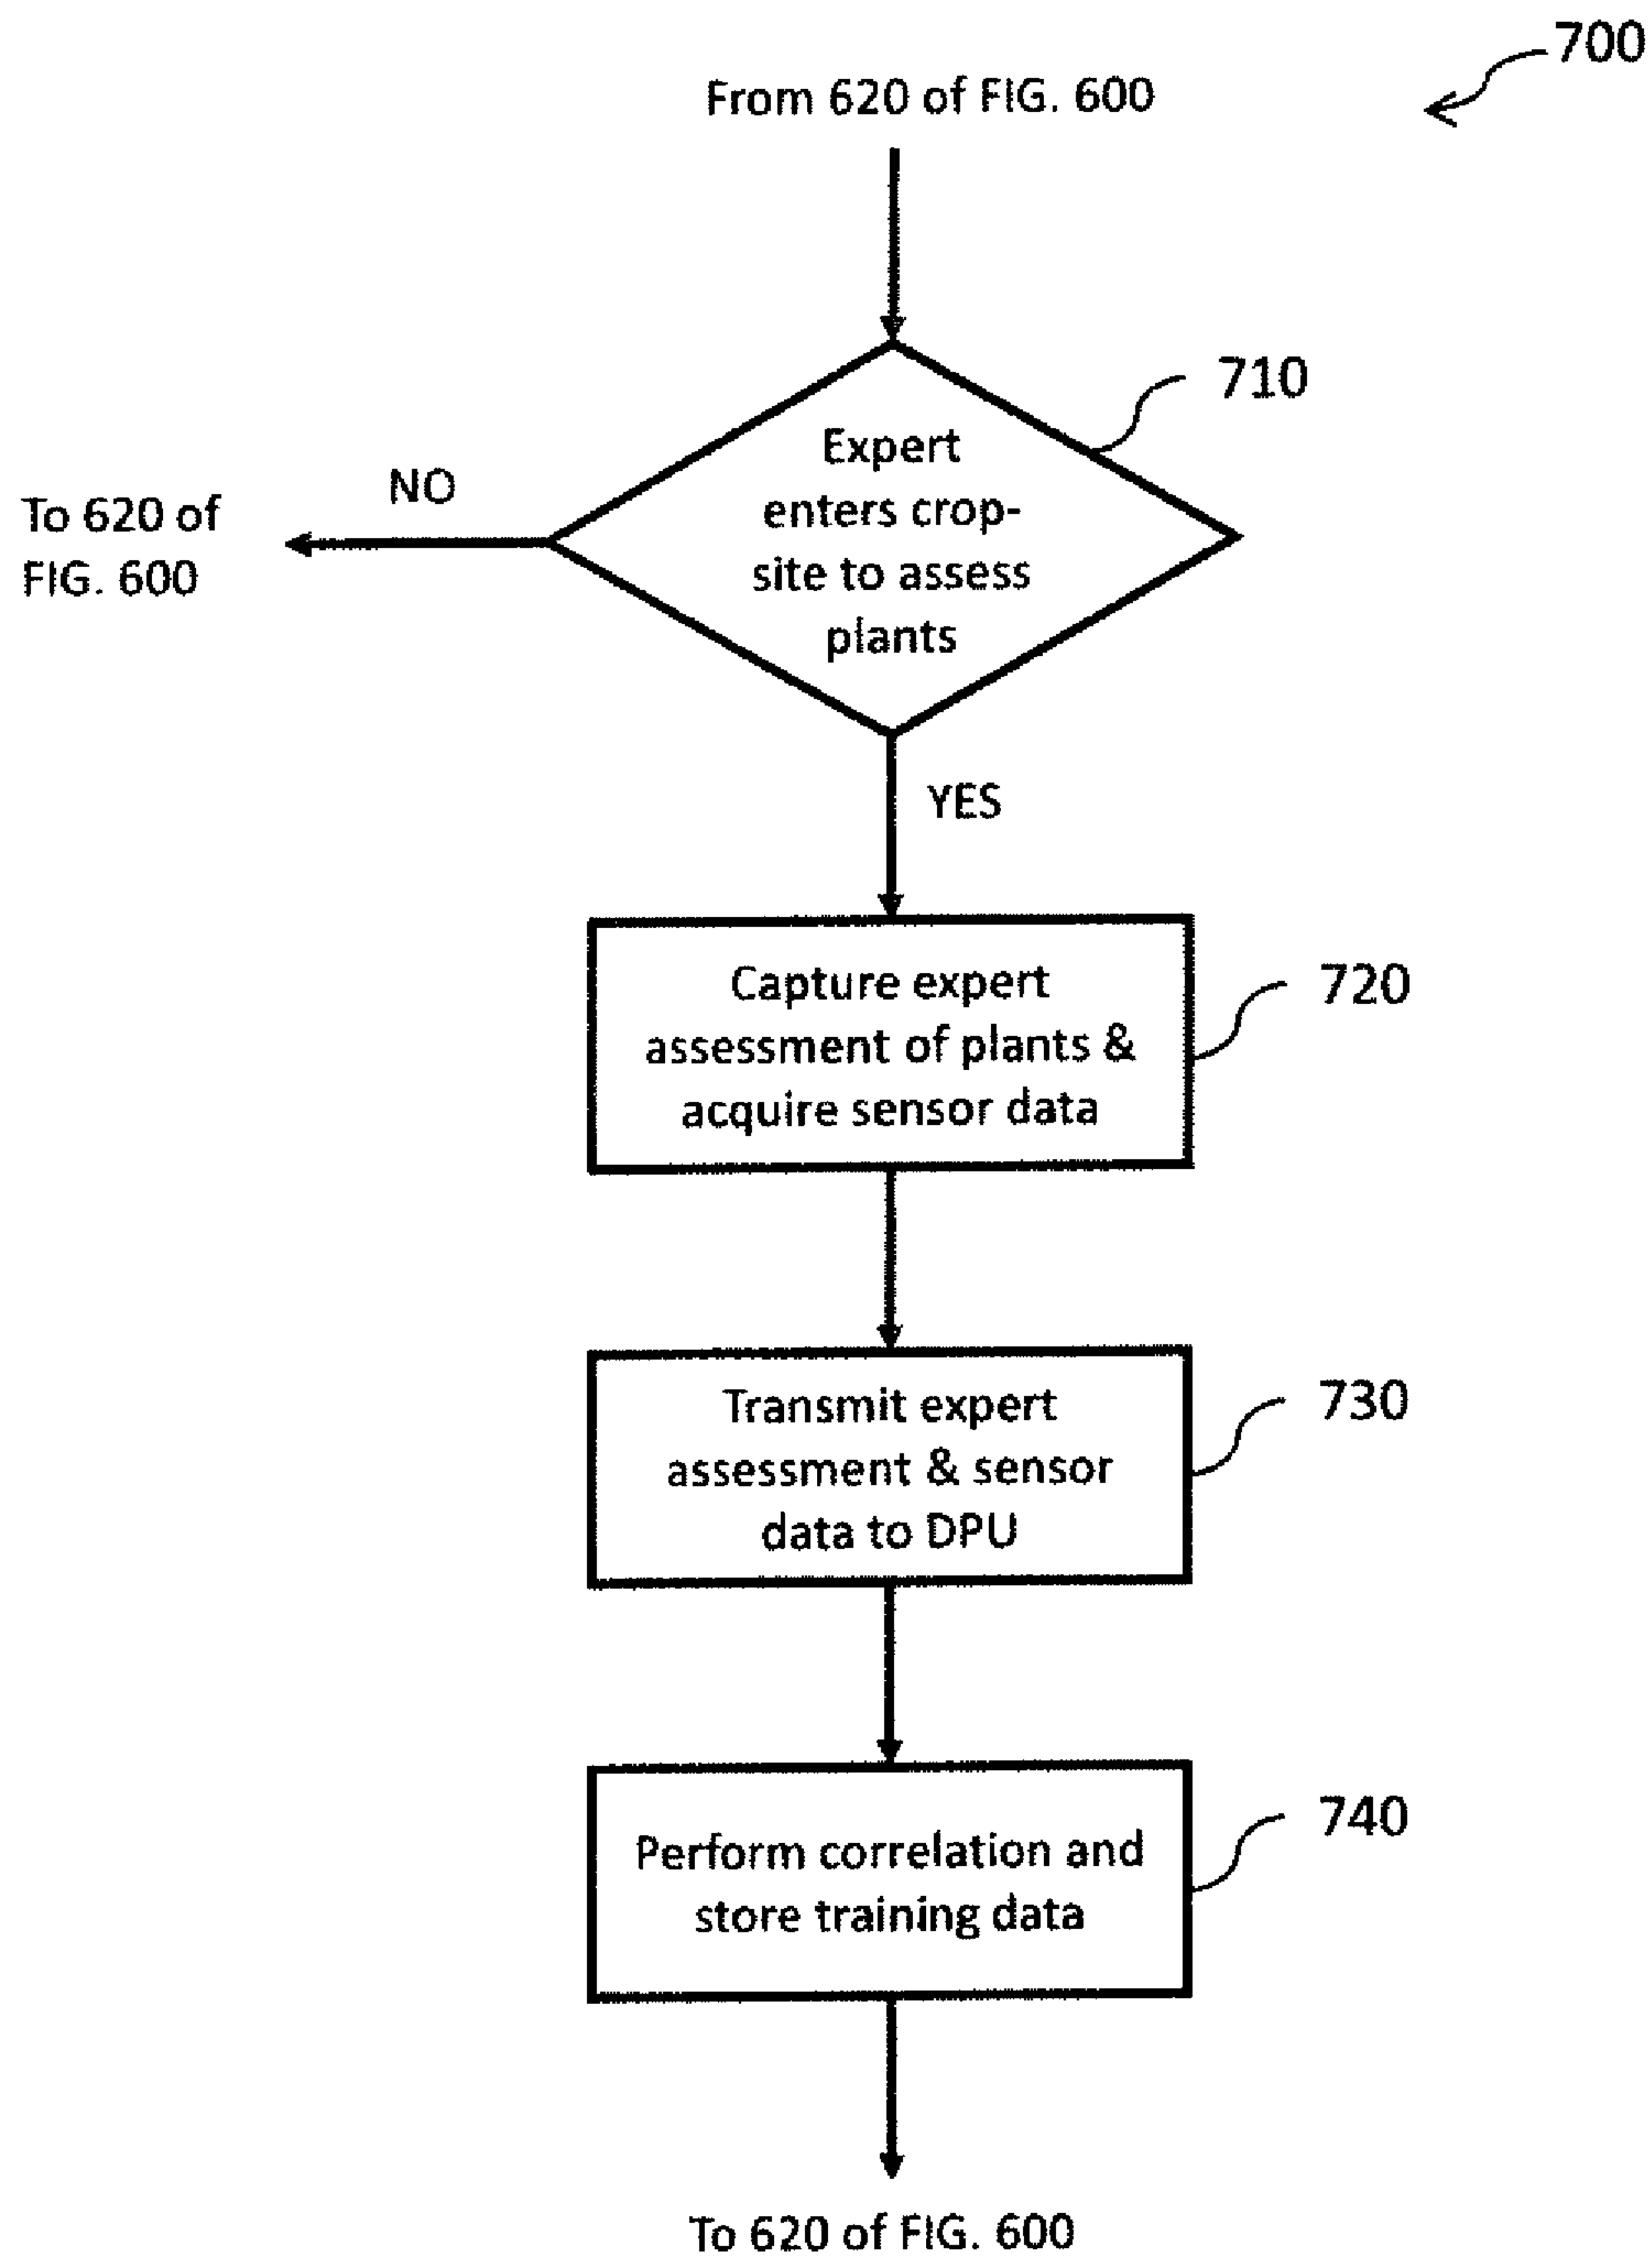 700
From 620 of FIG. 600
710
Expert
enters crop-
site to assess
plants
NO
To 620 of
FIG. 600
YES
720
Capture expert
assessment of plants &
acquire sensor data
730
Transmit expert
assessment & sensor
data to DPU
740
Perform correlation and
store training data
To 620 of FIG. 600